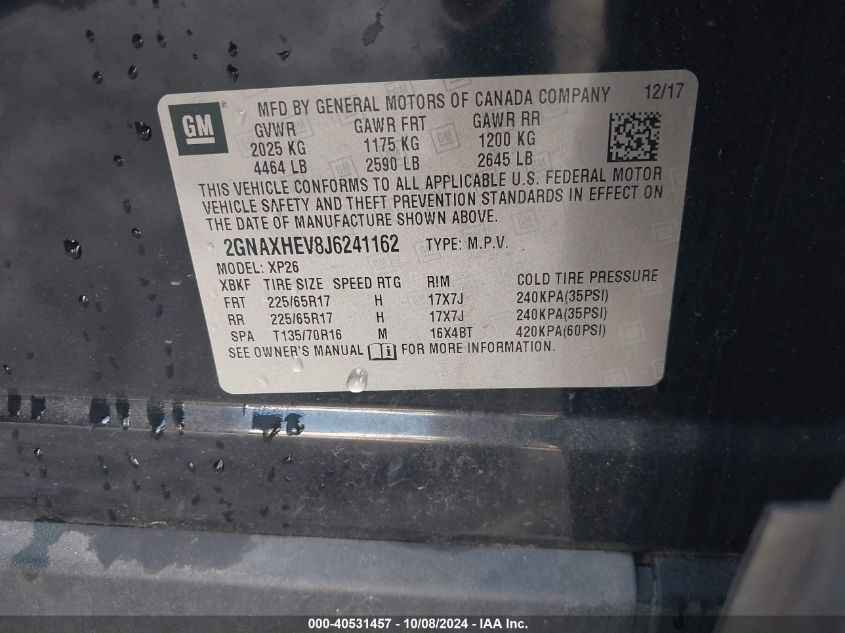 GM
MFD BY GENERAL MOTORS OF CANADA COMPANY 12/17
GVWR GAWR FRT GAWR RR
2025 KG 1175 KG 1200 KG
4464 LB 2590 LB 2645 LB
THIS VEHICLE CONFORMS TO ALL APPLICABLE U.S. FEDERAL MOTOR
VEHICLE SAFETY AND THEFT PREVENTION STANDARDS IN EFFECT ON
THE DATE OF MANUFACTURE SHOWN ABOVE.
2GNAXHEV8J6241162 TYPE: M.P.V.
MODEL: XP26
XBKF TIRE SIZE SPEED RTG RIM COLD TIRE PRESSURE
FRT 225/65R17 H 17X7J 240KPA(35PSI)
RR 225/65R17 H 17X7J 240KPA(35PSI)
SPA T135/70R16 M 16X4BT 420KPA(60PSI)
SEE OWNER'S MANUAL FOR MORE INFORMATION.
000-40531457 - 10/08/2024 - IAA Inc.